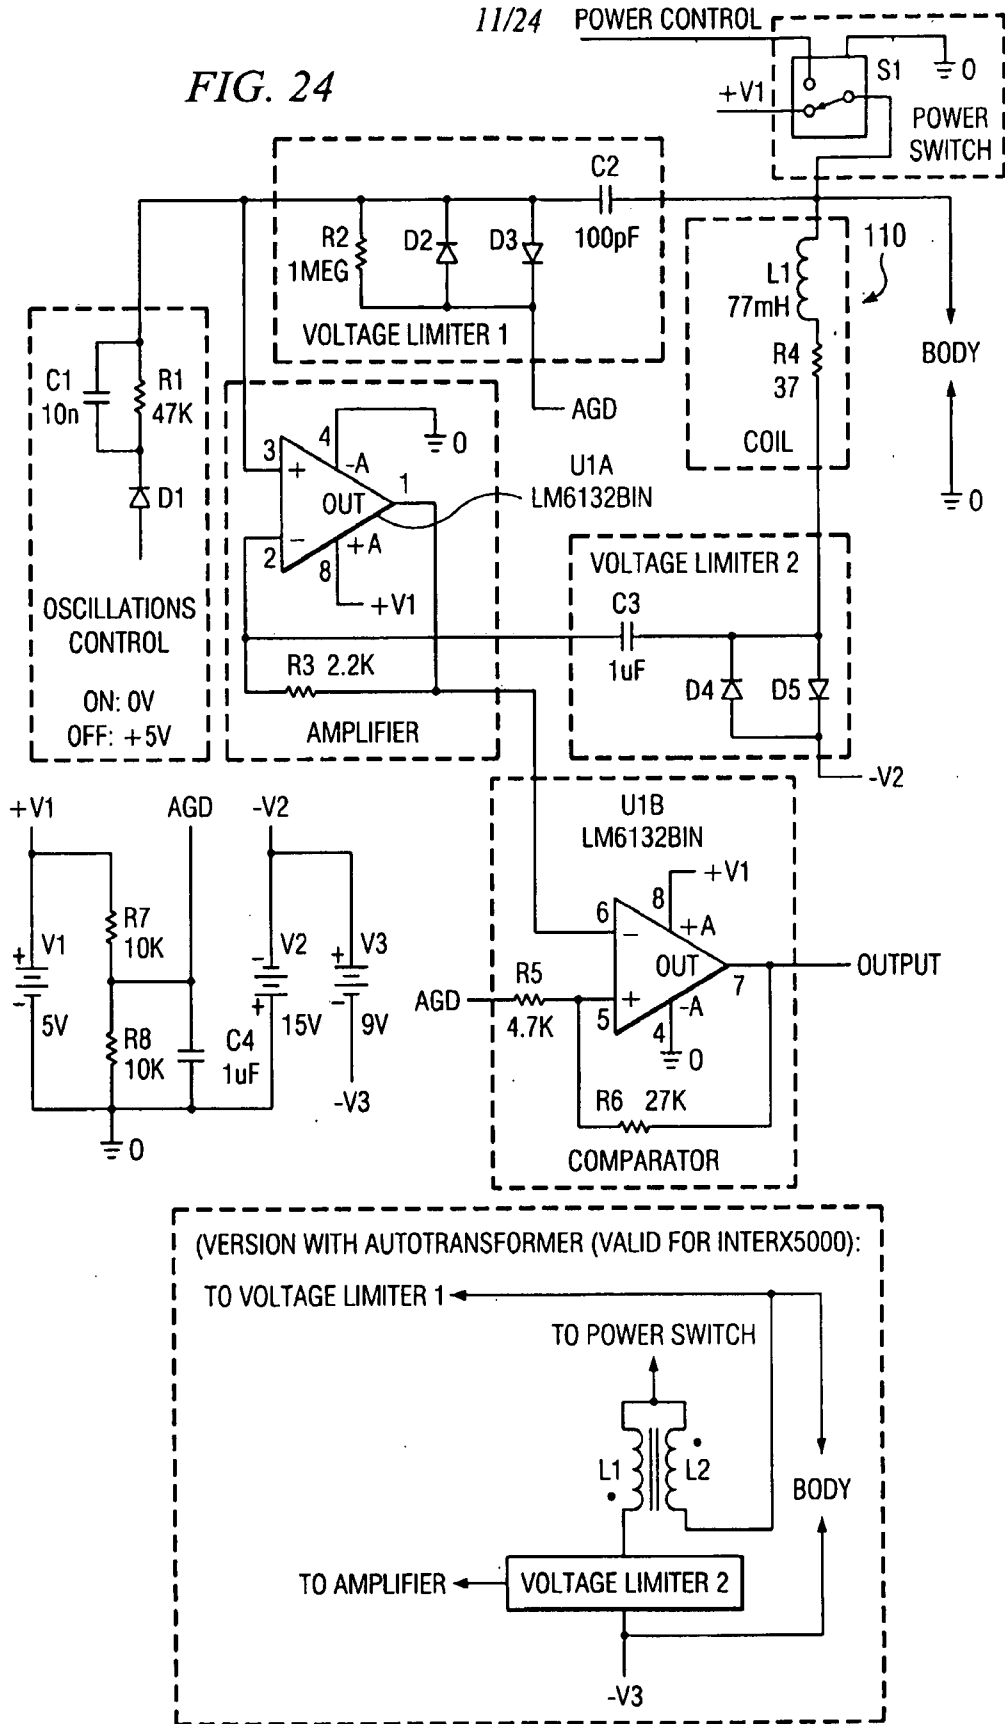 11/24
POWER CONTROL
FIG. 24
S1
0
+V1
POWER
SWITCH
C2
100pF
R2
1MEG
D2
D3
VOLTAGE LIMITER 1
AGD
L1
77mH
110
R4
37
COIL
BODY
0
C1
10n
R1
47K
D1
OSCILLATIONS
CONTROL
ON: 0V
OFF: +5V
3
4
-A
0
+
OUT
1
−
2
+A
8
+V1
U1A
LM6132BIN
R3 2.2K
AMPLIFIER
VOLTAGE LIMITER 2
C3
1uF
D4
D5
-V2
+V1
AGD
-V2
R7
10K
+
V1
-
5V
R8
10K
C4
1uF
0
-
V2
+
15V
+
V3
-
9V
-V3
U1B
LM6132BIN
8
+V1
6
−
+A
OUT
7
OUTPUT
AGD
R5
4.7K
+
5
-A
4
0
R6 27K
COMPARATOR
(VERSION WITH AUTOTRANSFORMER (VALID FOR INTERX5000):
TO VOLTAGE LIMITER 1
TO POWER SWITCH
L1
L2
BODY
TO AMPLIFIER
VOLTAGE LIMITER 2
-V3